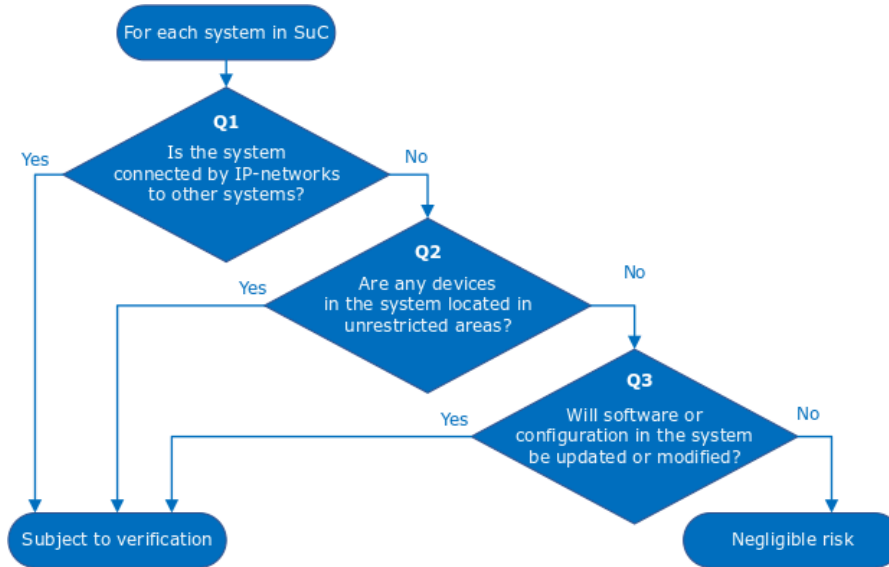 For each system in SuC
Q1
Is the system
connected by IP-networks
to other systems?
Yes
No
Q2
Are any devices
in the system located in
unrestricted areas?
Yes
No
Q3
Will software or
configuration in the system
be updated or modified?
Yes
No
Subject to verification
Negligible risk